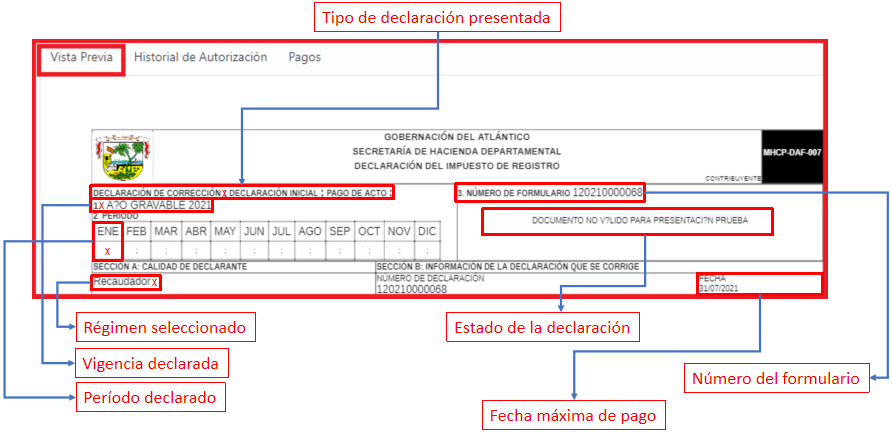 Tipo de declaración presentada
Vista Previa Historial de Autorización Pagos
GOBERNACIÓN DEL ATLÁNTICO
SECRETARÍA DE HACIENDA DEPARTAMENTAL
DECLARACIÓN DEL IMPUESTO DE REGISTRO
MHCP-DAF-007
CONTRIBUYENTE
DECLARACIÓN DE CORRECCIÓN X DECLARACIÓN INICIAL : PAGO DE ACTO :
3. NÚMERO DE FORMULARIO 120210000068
1X A?O GRAVABLE 2021
2. PERÍODO
DOCUMENTO NO V?LIDO PARA PRESENTACI?N PRUEBA
ENE FEB MAR ABR MAY JUN JUL AGO SEP OCT NOV DIC
X : : : : : : : : : : :
SECCIÓN A: CALIDAD DE DECLARANTE
SECCIÓN B: INFORMACIÓN DE LA DECLARACIÓN QUE SE CORRIGE
Recaudador X
NÚMERO DE DECLARACIÓN
120210000068
FECHA
31/07/2021
Régimen seleccionado
Estado de la declaración
Vigencia declarada
Número del formulario
Período declarado
Fecha máxima de pago